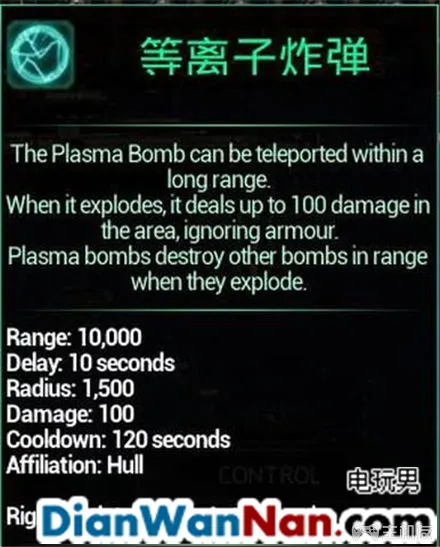 等离子炸弹
The Plasma Bomb can be teleported within a
long range.
When it explodes, it deals up to 100 damage in
the area, ignoring armour.
Plasma bombs destroy other bombs in range
when they explode.
Range: 10,000
Delay: 10 seconds
Radius: 1,500
Damage: 100
Cooldown: 120 seconds
Affiliation: Hull
CONTROL
电玩男
DianWanNan.com